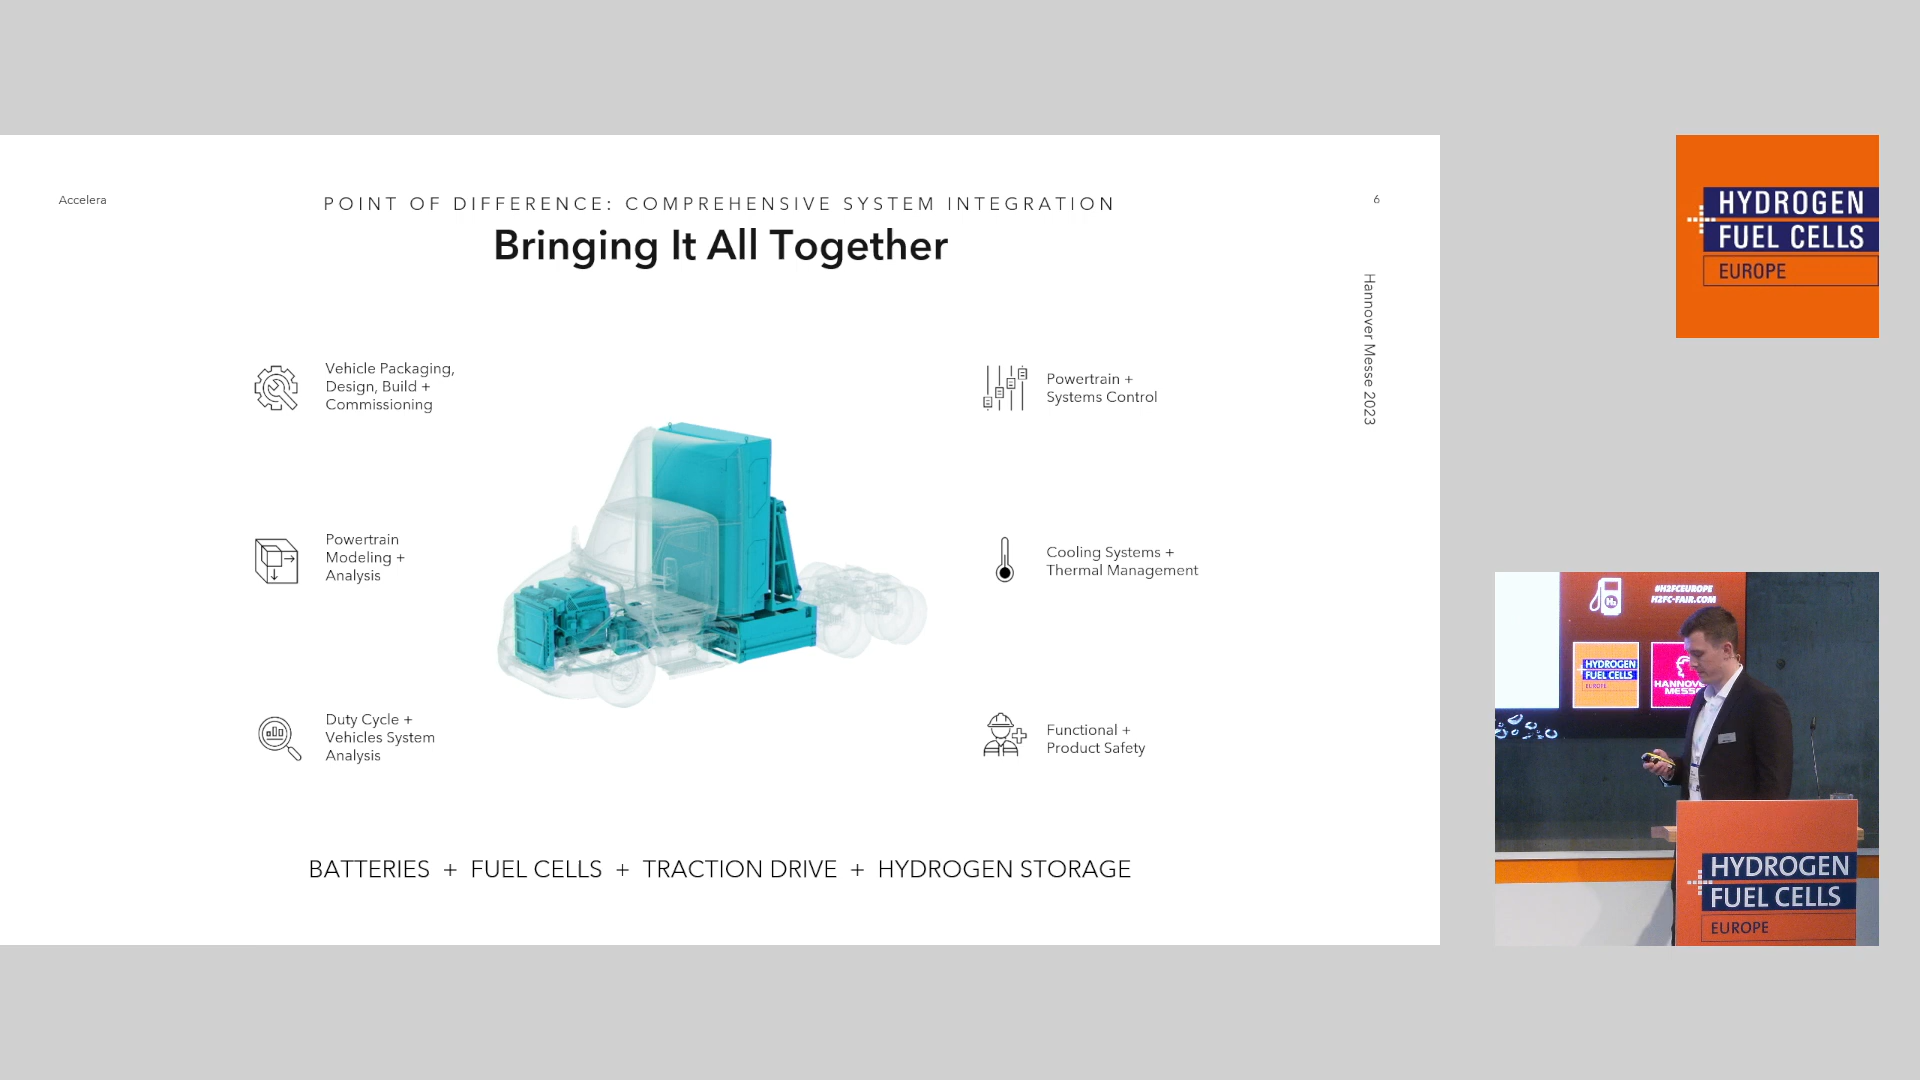 Accelera
POINT OF DIFFERENCE: COMPREHENSIVE SYSTEM INTEGRATION
6
Bringing It All Together
Hannover Messe 2023
Vehicle Packaging,
Design, Build +
Commissioning
Powertrain +
Systems Control
Powertrain
Modeling +
Analysis
Cooling Systems +
Thermal Management
Duty Cycle +
Vehicles System
Analysis
Functional +
Product Safety
BATTERIES + FUEL CELLS + TRACTION DRIVE + HYDROGEN STORAGE
HYDROGEN
FUEL CELLS
EUROPE
#H2FCEUROPE
H2FC-FAIR.COM
H2
HYDROGEN
FUEL CELLS
EUROPE
HANNOV
MESS
HYDROGEN
FUEL CELLS
EUROPE